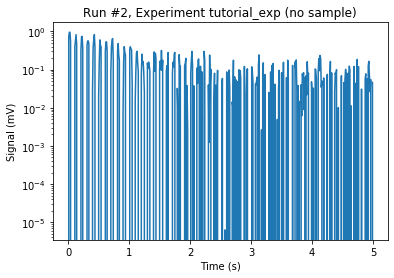 Run #2, Experiment tutorial_exp (no sample)
Signal (mV)
10⁰
10⁻¹
10⁻²
10⁻³
10⁻⁴
10⁻⁵
0 1 2 3 4 5
Time (s)